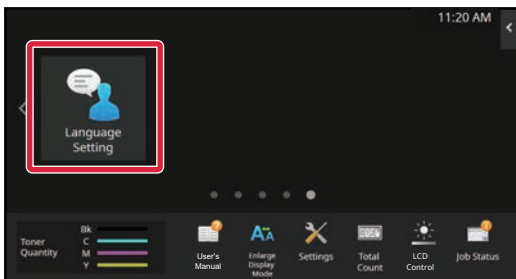 11:20 AM
Language
Setting
Toner
Quantity
Bk
C
M
Y
User's
Manual
Enlarge
Display
Mode
Settings
Total
Count
LCD
Control
Job Status